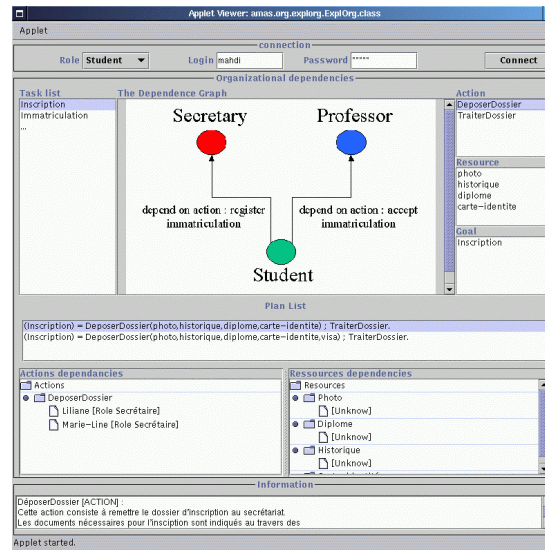 Applet Viewer: amas.org.explorg.ExplOrg.class
Applet
connection
Role Student Login mahdi Password ***** Connect
Organizational dependencies
Task list
Inscription
Immatriculation
...
The Dependence Graph
Secretary Professor
depend on action : register
immatriculation
depend on action : accept
immatriculation
Student
Action
DeposerDossier
TraiterDossier
Resource
photo
historique
diplome
carte-identite
Goal
Inscription
Plan List
(Inscription) = DeposerDossier(photo,historique,diplome,carte-identite) ; TraiterDossier.
(Inscription) = DeposerDossier(photo,historique,diplome,carte-identite,visa) ; TraiterDossier.
Actions dependancies
Actions
DeposerDossier
Liliane [Role Secrétaire]
Marie-Line [Role Secrétaire]
Ressources dependencies
Resources
Photo
[Unknow]
Diplome
[Unknow]
Historique
[Unknow]
Information
DéposerDossier [ACTION] :
Cette action consiste à remettre le dossier d'inscription au secrétariat.
Les documents nécessaires pour l'insciption sont indiqués au travers des
Applet started.